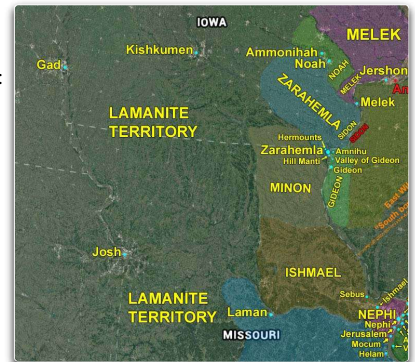 IOWA
MELEK
Kishkumen
Ammonihah
Noah
NOAH
Gad
Jershon
MELEK
Melek
ZARAHEMLA
LAMANITE
TERRITORY
SIDON
Hermounts
Zarahemla
Amnihu
Hill Manti
Valley of Gideon
Gideon
MINON
GIDEON
Josh
ISHMAEL
Sebus
Ishmael
LAMANITE
TERRITORY
Laman
NEPHI
Nephi
MISSOURI
Jerusalem
Mocum
Helam